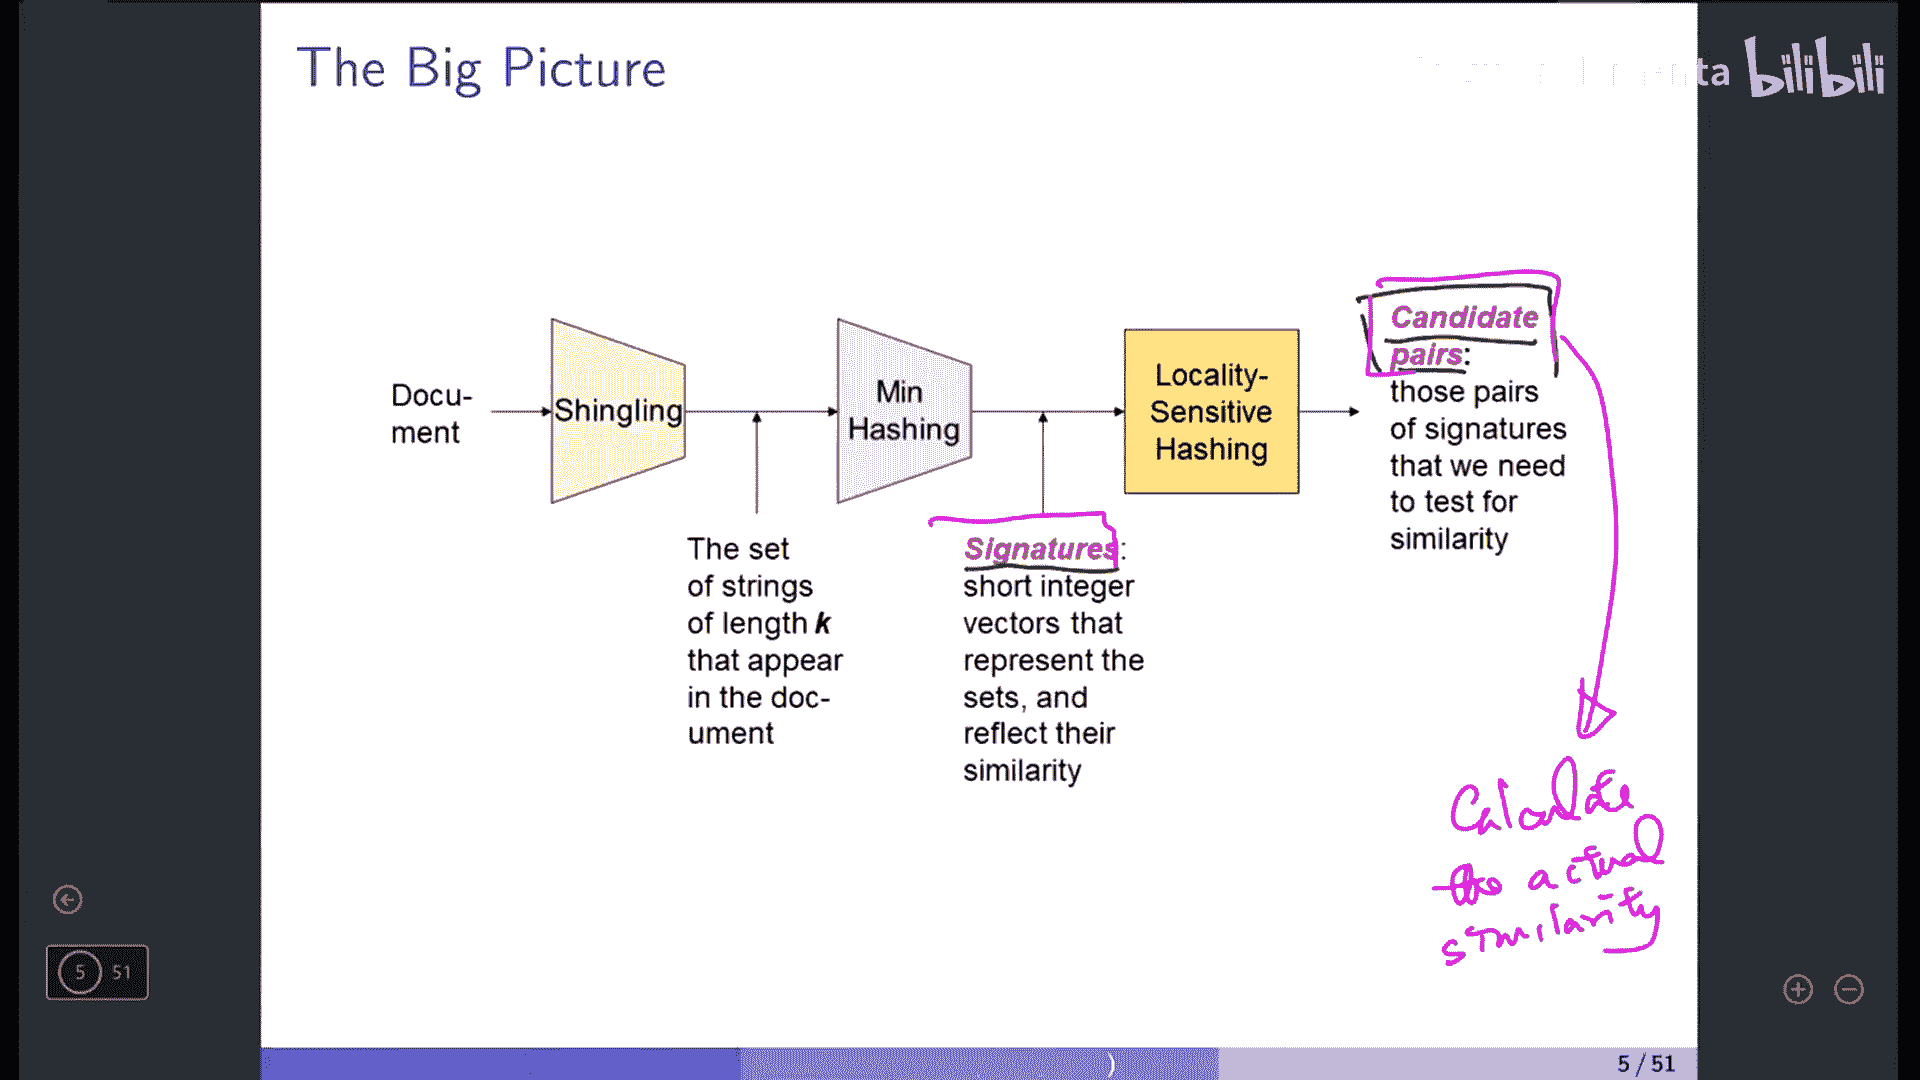 The Big Picture
bilibili
Docu-
ment
Shingling
Min
Hashing
Locality-
Sensitive
Hashing
Candidate
pairs:
those pairs
of signatures
that we need
to test for
similarity
The set
of strings
of length k
that appear
in the doc-
ument
Signatures:
short integer
vectors that
represent the
sets, and
reflect their
similarity
Calculate
the actual
similarity
5 51
)
5 / 51